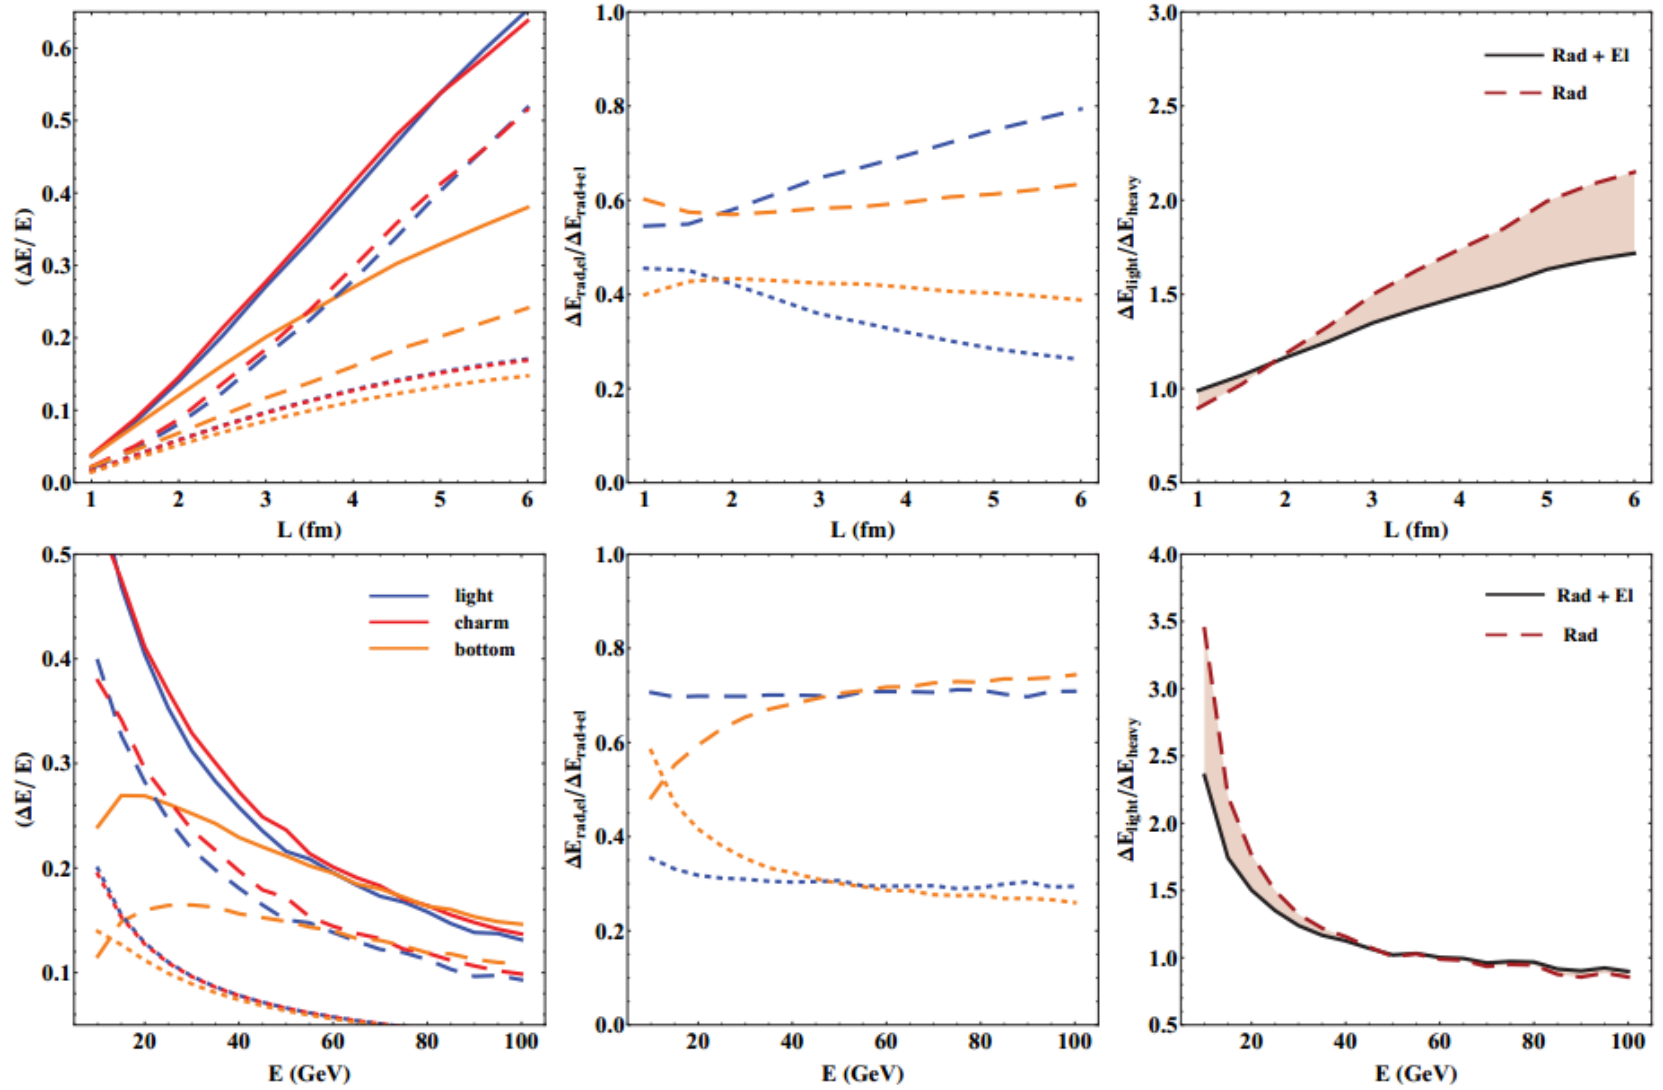 (ΔE/ E)
0.6
0.5
0.4
0.3
0.2
0.1
0.0
1 2 3 4 5 6
L (fm)
ΔE_rad,el/ΔE_rad+el
1.0
0.8
0.6
0.4
0.2
0.0
1 2 3 4 5 6
L (fm)
ΔE_light/ΔE_heavy
3.0
2.5
2.0
1.5
1.0
0.5
Rad + El
Rad
1 2 3 4 5 6
L (fm)
(ΔE/ E)
0.5
0.4
0.3
0.2
0.1
light
charm
bottom
20 40 60 80 100
E (GeV)
ΔE_rad,el/ΔE_rad+el
1.0
0.8
0.6
0.4
0.2
0.0
20 40 60 80 100
E (GeV)
ΔE_light/ΔE_heavy
4.0
3.5
3.0
2.5
2.0
1.5
1.0
0.5
Rad + El
Rad
20 40 60 80 100
E (GeV)